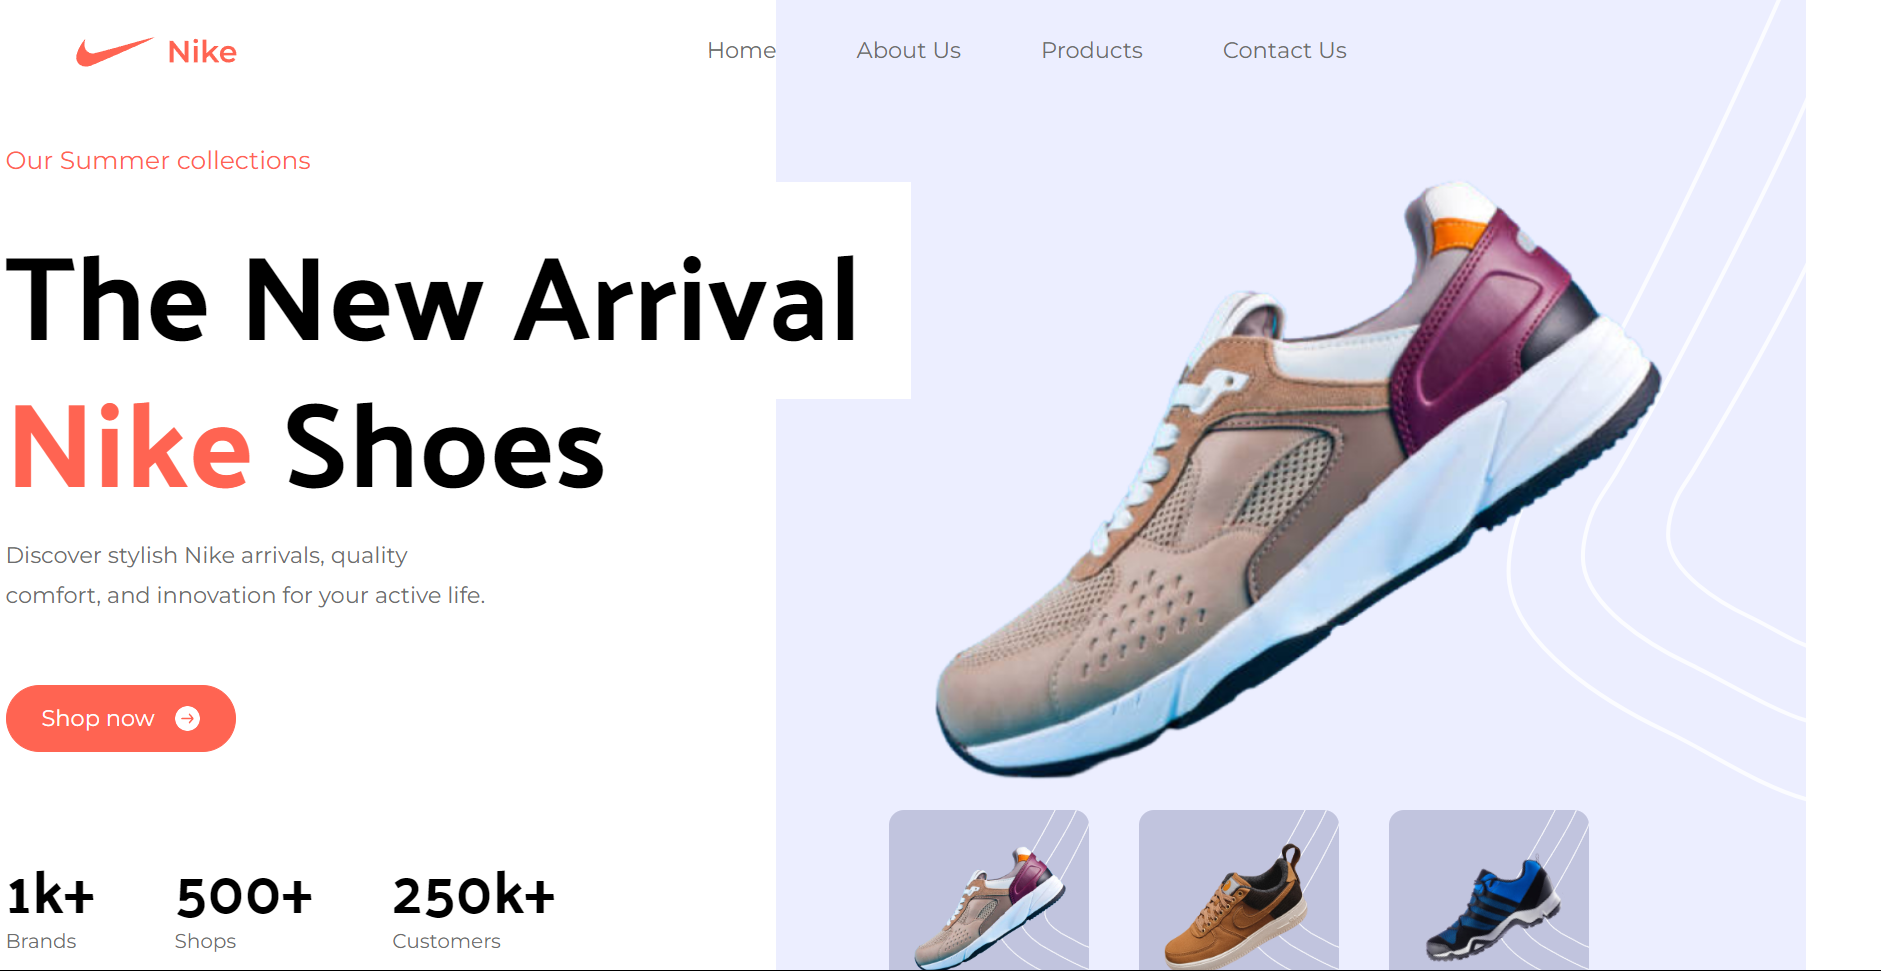 Nike
Home About Us Products Contact Us
Our Summer collections
The New Arrival
Nike Shoes
Discover stylish Nike arrivals, quality
comfort, and innovation for your active life.
Shop now
1k+ 500+ 250k+
Brands Shops Customers